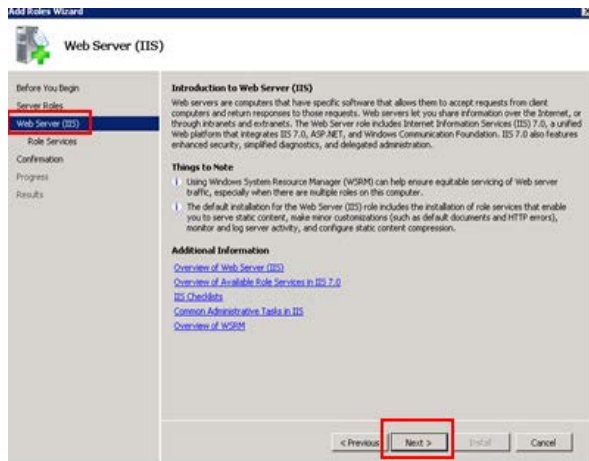 Add Roles Wizard
Web Server (IIS)
Before You Begin
Server Roles
Web Server (IIS)
Role Services
Confirmation
Progress
Results
Introduction to Web Server (IIS)
Web servers are computers that have specific software that allows them to accept requests from client
computers and return responses to those requests. Web servers let you share information over the Internet, or
through intranets and extranets. The Web Server role includes Internet Information Services (IIS) 7.0, a unified
Web platform that integrates IIS 7.0, ASP.NET, and Windows Communication Foundation. IIS 7.0 also features
enhanced security, simplified diagnostics, and delegated administration.
Things to Note
Using Windows System Resource Manager (WSRM) can help ensure equitable servicing of Web server
traffic, especially when there are multiple roles on this computer.
The default installation for the Web Server (IIS) role includes the installation of role services that enable
you to serve static content, make minor customizations (such as default documents and HTTP errors),
monitor and log server activity, and configure static content compression.
Additional Information
Overview of Web Server (IIS)
Overview of Available Role Services in IIS 7.0
IIS Checklists
Common Administrative Tasks in IIS
Overview of WSRM
< Previous
Next >
Install
Cancel